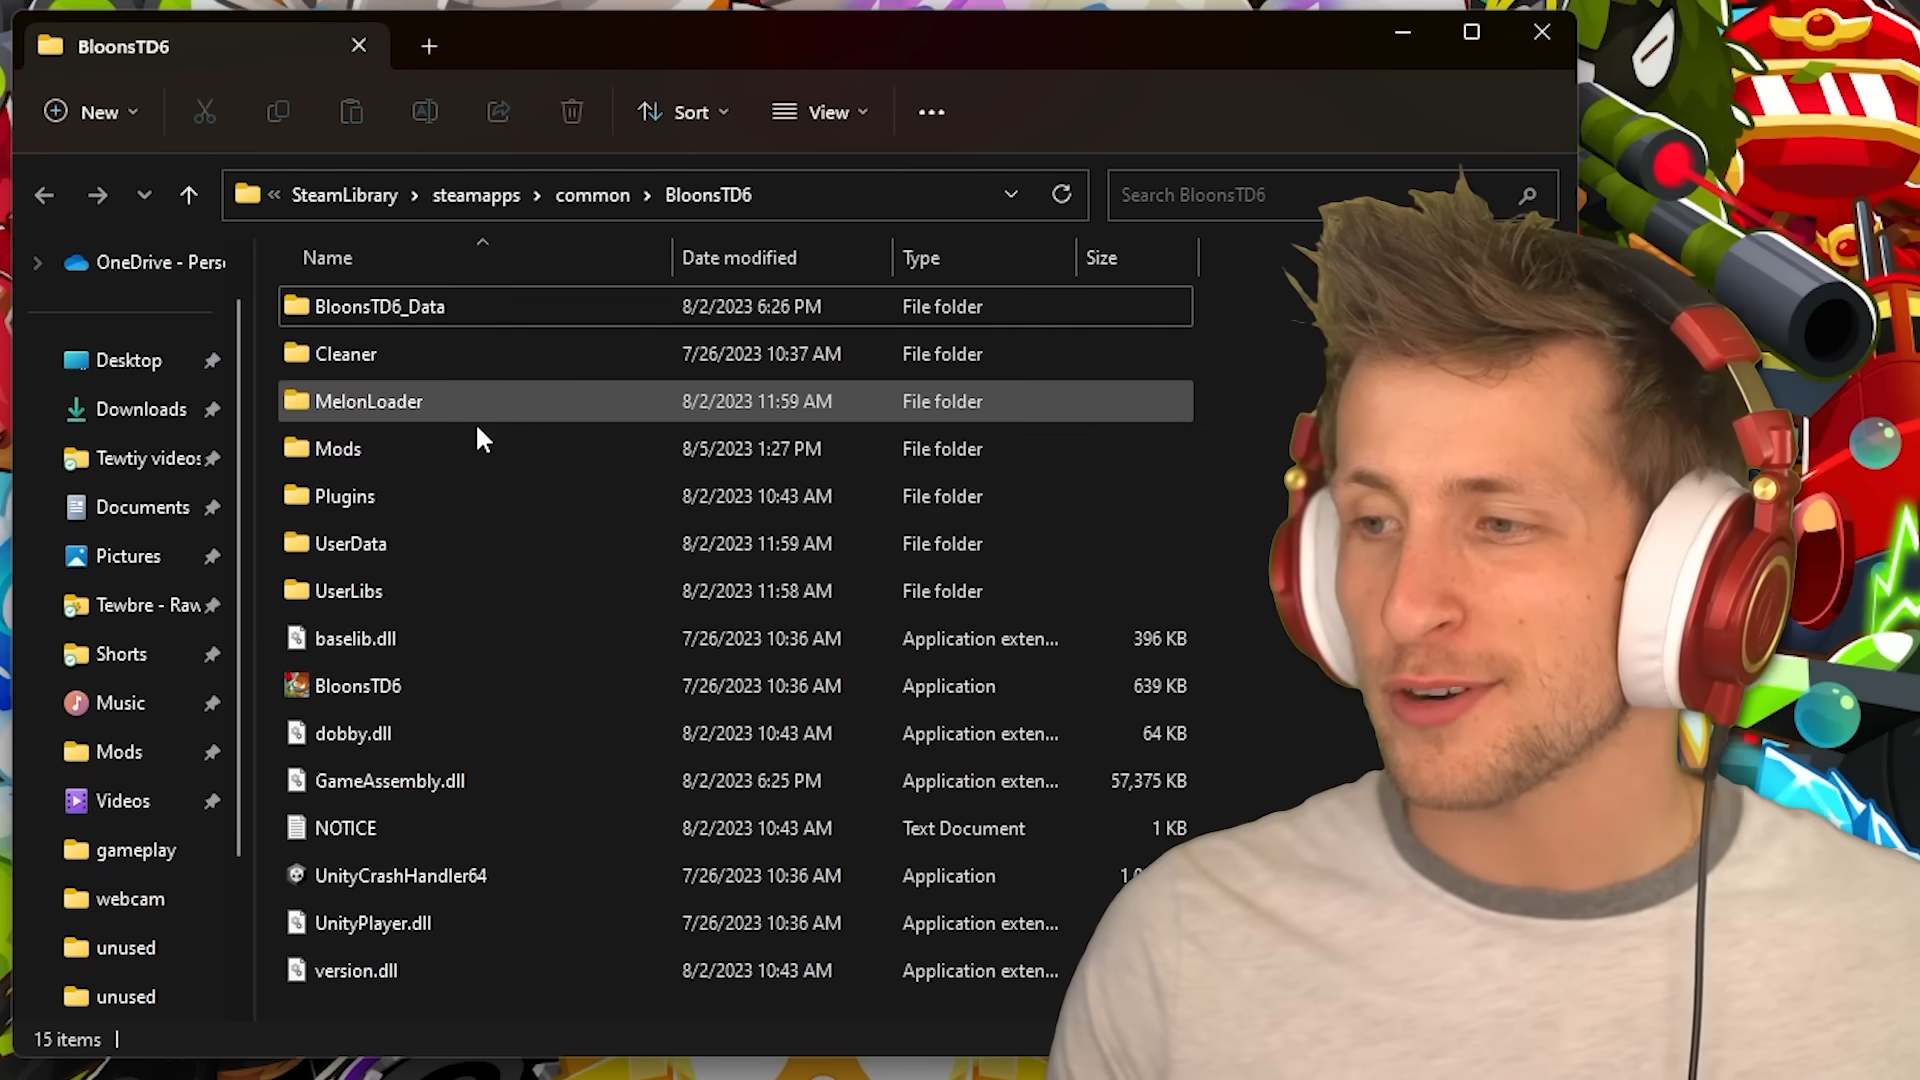 BloonsTD6
New
Sort
View
SteamLibrary
steamapps
common
BloonsTD6
Search BloonsTD6
OneDrive - Pers
Desktop
Downloads
Tewtiy videos
Documents
Pictures
Tewbre - Raw
Shorts
Music
Mods
Videos
gameplay
webcam
unused
unused
Name Date modified Type Size
BloonsTD6_Data 8/2/2023 6:26 PM File folder
Cleaner 7/26/2023 10:37 AM File folder
MelonLoader 8/2/2023 11:59 AM File folder
Mods 8/5/2023 1:27 PM File folder
Plugins 8/2/2023 10:43 AM File folder
UserData 8/2/2023 11:59 AM File folder
UserLibs 8/2/2023 11:58 AM File folder
baselib.dll 7/26/2023 10:36 AM Application exten... 396 KB
BloonsTD6 7/26/2023 10:36 AM Application 639 KB
dobby.dll 8/2/2023 10:43 AM Application exten... 64 KB
GameAssembly.dll 8/2/2023 6:25 PM Application exten... 57,375 KB
NOTICE 8/2/2023 10:43 AM Text Document 1 KB
UnityCrashHandler64 7/26/2023 10:36 AM Application
UnityPlayer.dll 7/26/2023 10:36 AM Application exten...
version.dll 8/2/2023 10:43 AM Application exten...
15 items